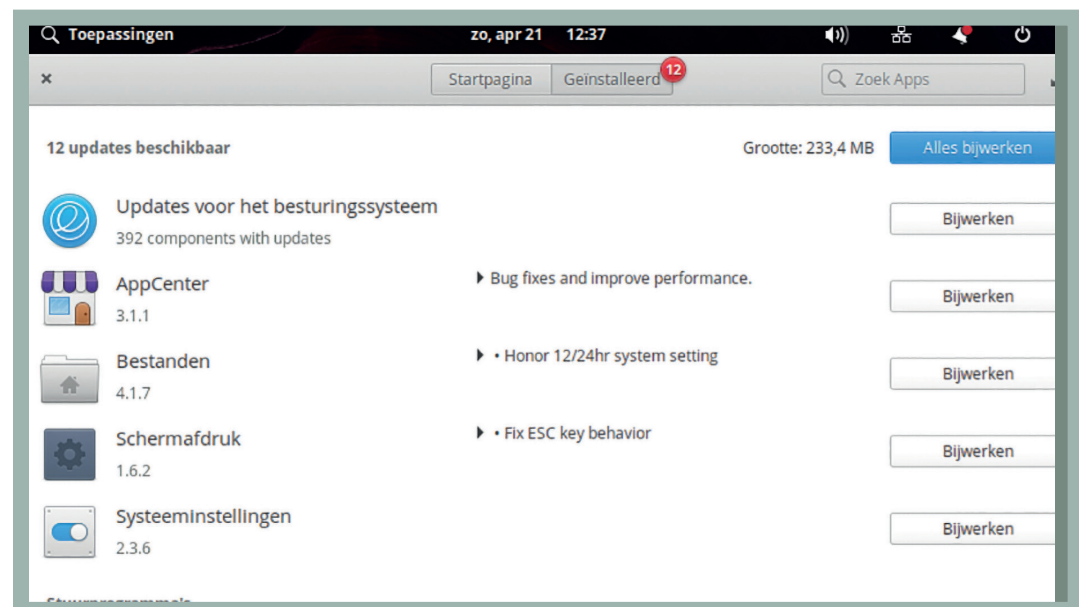 Toepassingen zo, apr 21 12:37
Startpagina Geïnstalleerd 12 Zoek Apps
12 updates beschikbaar Grootte: 233,4 MB Alles bijwerken
Updates voor het besturingssysteem Bijwerken
392 components with updates
AppCenter Bug fixes and improve performance. Bijwerken
3.1.1
Bestanden • Honor 12/24hr system setting Bijwerken
4.1.7
Schermafdruk • Fix ESC key behavior Bijwerken
1.6.2
Systeeminstellingen Bijwerken
2.3.6